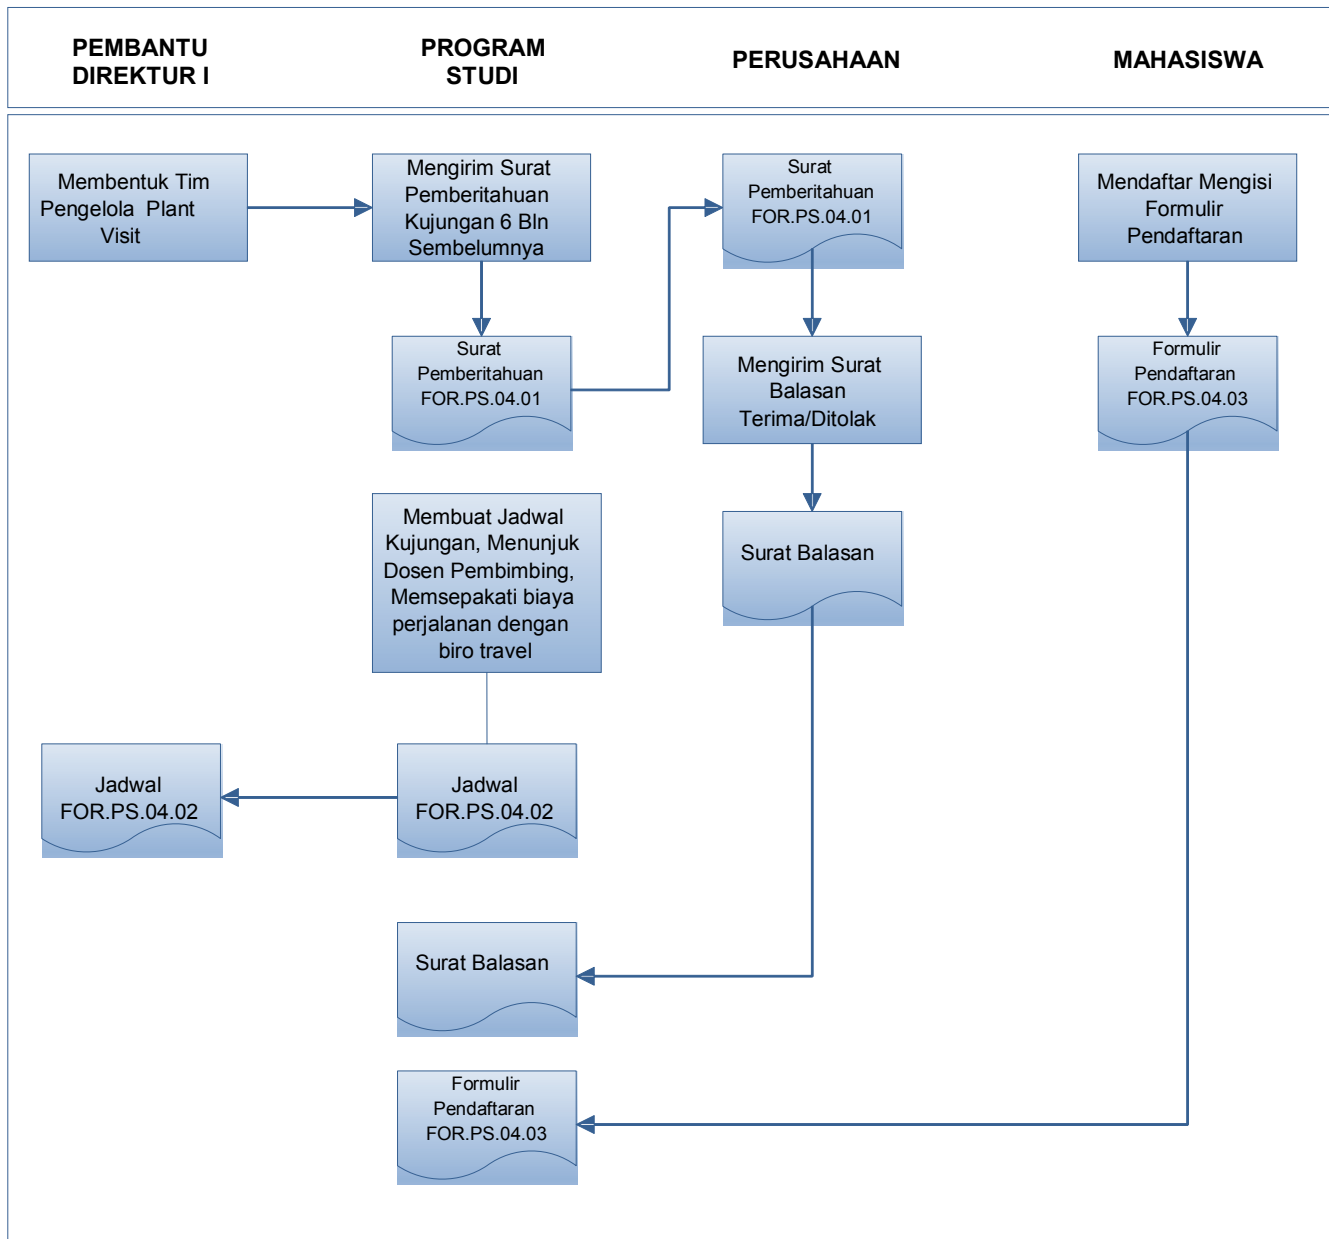 PEMBANTU
DIREKTUR I
PROGRAM
STUDI
PERUSAHAAN
MAHASISWA
Membentuk Tim
Pengelola Plant
Visit
Mengirim Surat
Pemberitahuan
Kujungan 6 Bln
Sembelumnya
Surat
Pemberitahuan
FOR.PS.04.01
Mendaftar Mengisi
Formulir
Pendaftaran
Surat
Pemberitahuan
FOR.PS.04.01
Mengirim Surat
Balasan
Terima/Ditolak
Formulir
Pendaftaran
FOR.PS.04.03
Membuat Jadwal
Kujungan, Menunjuk
Dosen Pembimbing,
Memsepakati biaya
perjalanan dengan
biro travel
Surat Balasan
Jadwal
FOR.PS.04.02
Jadwal
FOR.PS.04.02
Surat Balasan
Formulir
Pendaftaran
FOR.PS.04.03